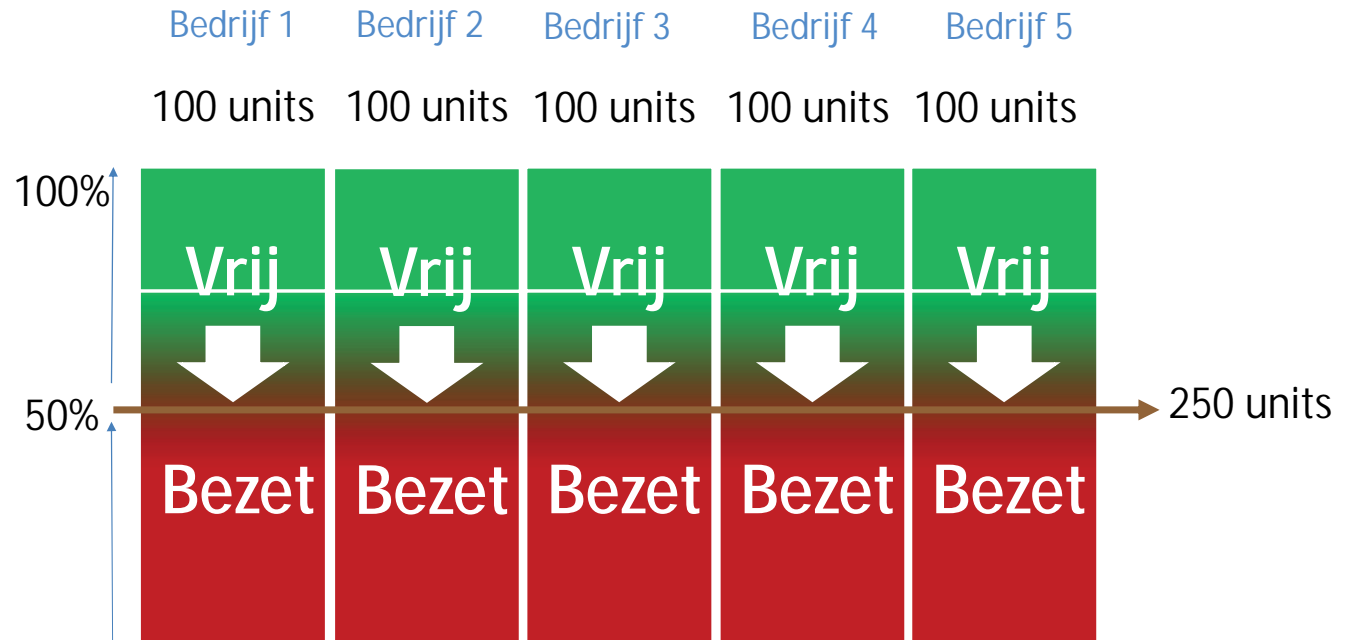 Bedrijf 1 Bedrijf 2 Bedrijf 3 Bedrijf 4 Bedrijf 5
100 units 100 units 100 units 100 units 100 units
100%
Vrij Vrij Vrij Vrij Vrij
50% 250 units
Bezet Bezet Bezet Bezet Bezet